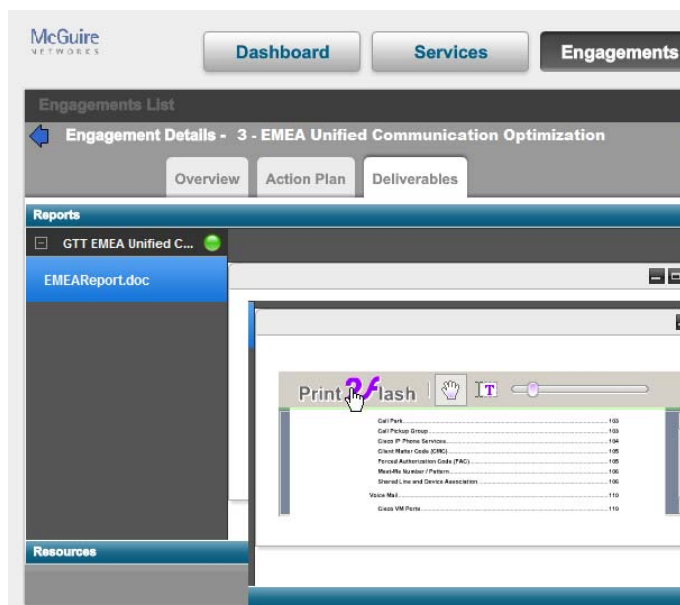 McGuire
NETWORKS
Dashboard
Services
Engagements
Engagements List
Engagement Details - 3 - EMEA Unified Communication Optimization
Overview
Action Plan
Deliverables
Reports
GTT EMEA Unified C...
EMEAReport.doc
Print 2flash
T
Call Park 103
Call Pickup Group 103
Cisco IP Phone Services 104
Client Matter Code (CMC) 105
Forced Authorization Code (FAC) 105
Meet-Me Number / Pattern 106
Shared Line and Device Association 106
Voice Mail 110
Cisco VM Ports 110
Resources